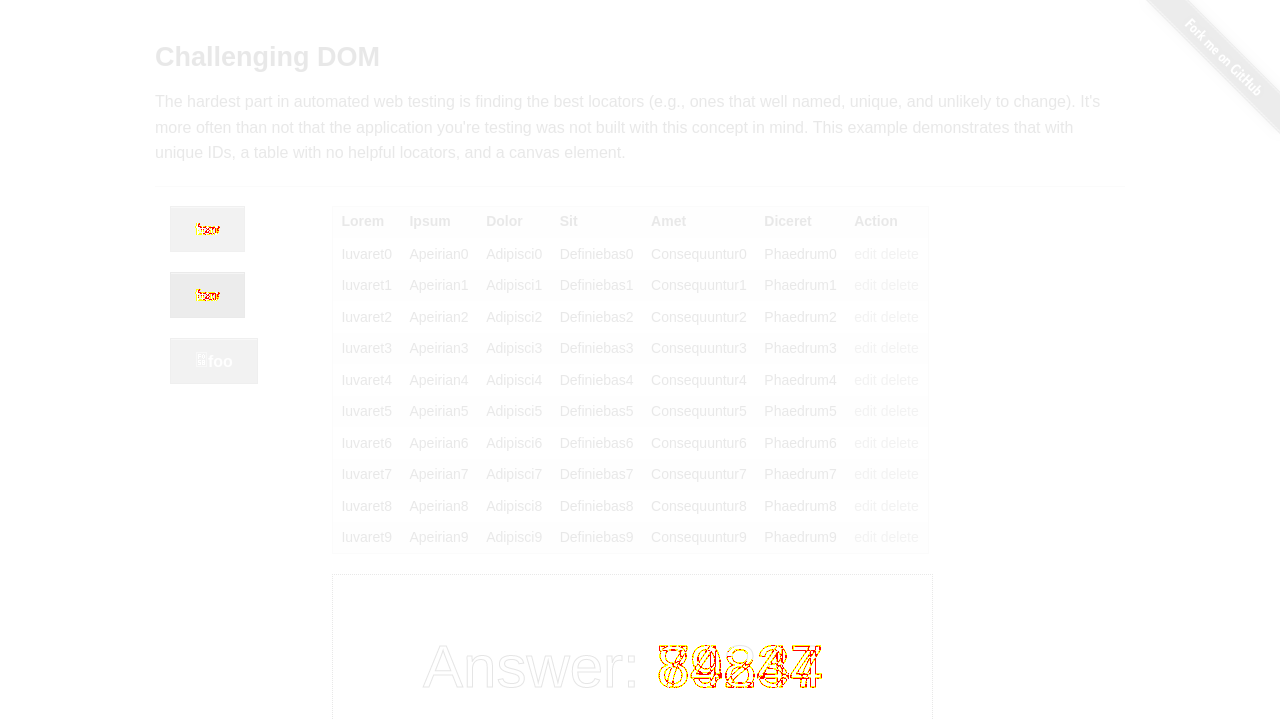 Fork me on GitHub
Challenging DOM
The hardest part in automated web testing is finding the best locators (e.g., ones that well named, unique, and unlikely to change). It's
more often than not that the application you're testing was not built with this concept in mind. This example demonstrates that with
unique IDs, a table with no helpful locators, and a canvas element.
foo
Lorem Ipsum Dolor Sit Amet Diceret Action
Iuvaret0 Apeirian0 Adipisci0 Definiebas0 Consequuntur0 Phaedrum0 edit delete
Iuvaret1 Apeirian1 Adipisci1 Definiebas1 Consequuntur1 Phaedrum1 edit delete
Iuvaret2 Apeirian2 Adipisci2 Definiebas2 Consequuntur2 Phaedrum2 edit delete
Iuvaret3 Apeirian3 Adipisci3 Definiebas3 Consequuntur3 Phaedrum3 edit delete
Iuvaret4 Apeirian4 Adipisci4 Definiebas4 Consequuntur4 Phaedrum4 edit delete
Iuvaret5 Apeirian5 Adipisci5 Definiebas5 Consequuntur5 Phaedrum5 edit delete
Iuvaret6 Apeirian6 Adipisci6 Definiebas6 Consequuntur6 Phaedrum6 edit delete
Iuvaret7 Apeirian7 Adipisci7 Definiebas7 Consequuntur7 Phaedrum7 edit delete
Iuvaret8 Apeirian8 Adipisci8 Definiebas8 Consequuntur8 Phaedrum8 edit delete
Iuvaret9 Apeirian9 Adipisci9 Definiebas9 Consequuntur9 Phaedrum9 edit delete
Answer: